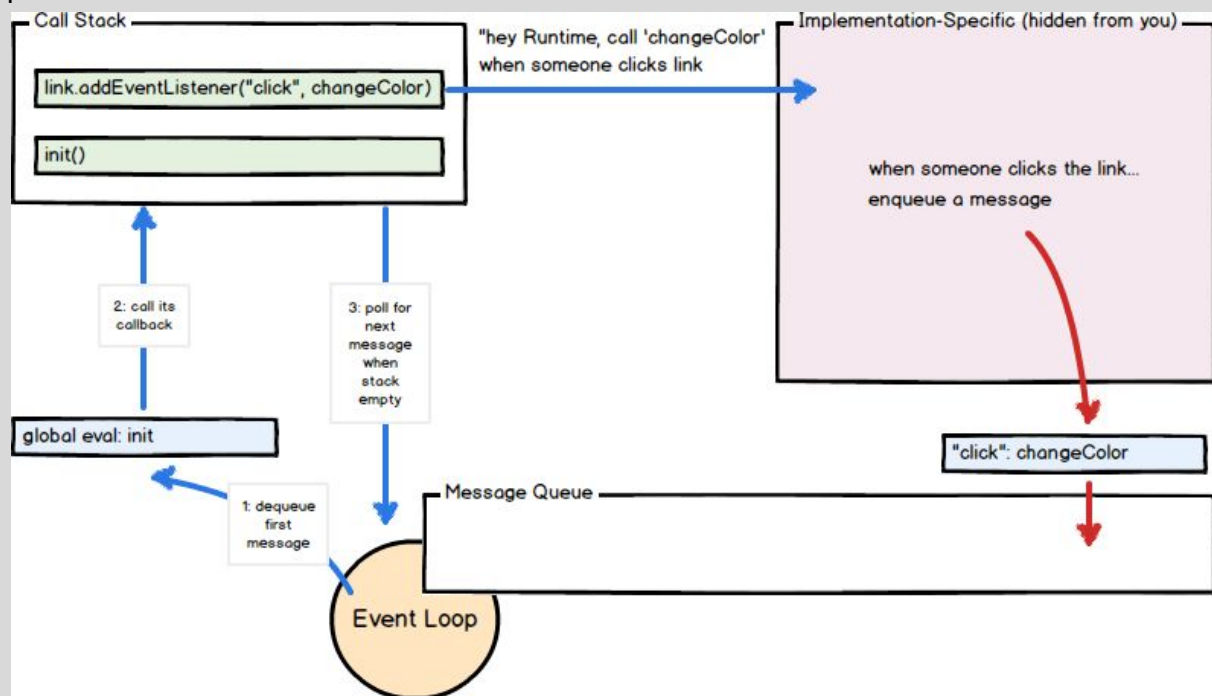 Call Stack
link.addEventListener("click", changeColor)
init()
"hey Runtime, call 'changeColor'
when someone clicks link
Implementation-Specific (hidden from you)
when someone clicks the link...
enqueue a message
2: call its
callback
3: poll for
next
message
when
stack
empty
global eval: init
"click": changeColor
1: dequeue
first
message
Message Queue
Event Loop